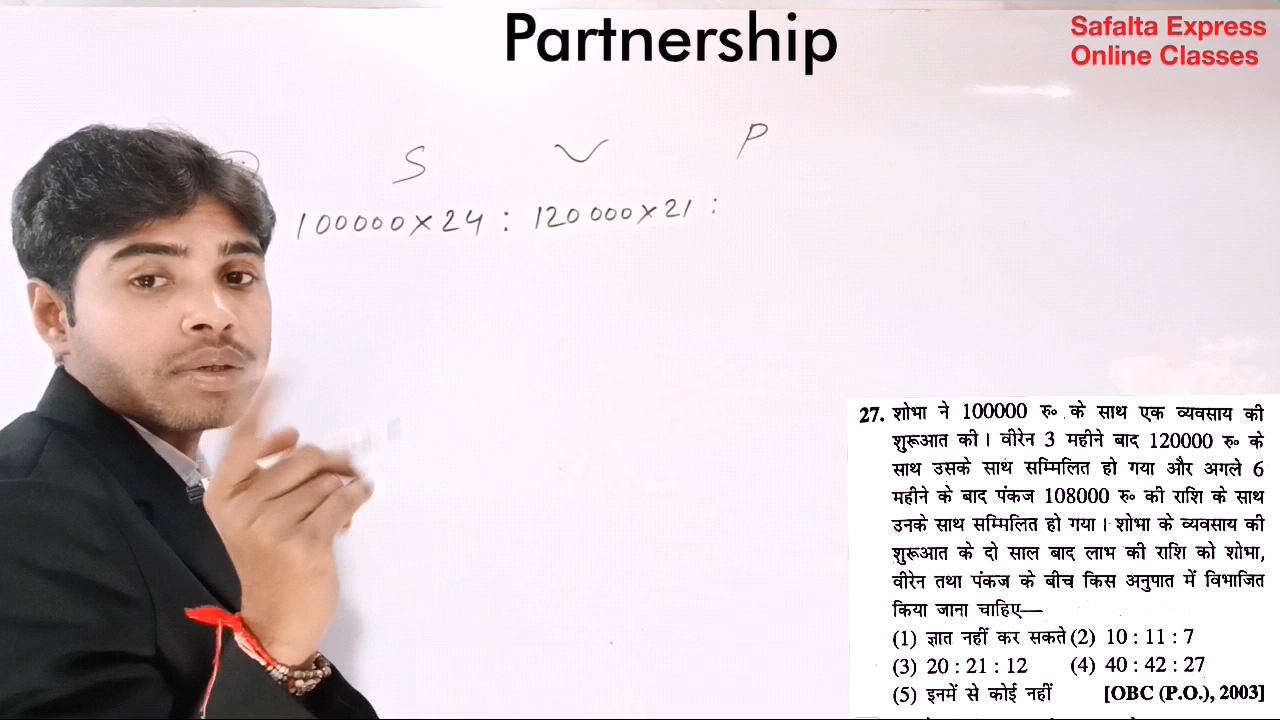 Partnership
Safalta Express
Online Classes
S V P
100000 × 24 : 120000 × 21 :
27. शोभा ने 100000 रु॰ के साथ एक व्यवसाय की
शुरूआत की। वीरेन 3 महीने बाद 120000 रु॰ के
साथ उसके साथ सम्मिलित हो गया और अगले 6
महीने के बाद पंकज 108000 रु॰ की राशि के साथ
उनके साथ सम्मिलित हो गया। शोभा के व्यवसाय की
शुरूआत के दो साल बाद लाभ की राशि को शोभा,
वीरेन तथा पंकज के बीच किस अनुपात में विभाजित
किया जाना चाहिए—
(1) ज्ञात नहीं कर सकते (2) 10 : 11 : 7
(3) 20 : 21 : 12 (4) 40 : 42 : 27
(5) इनमें से कोई नहीं [OBC (P.O.), 2003]